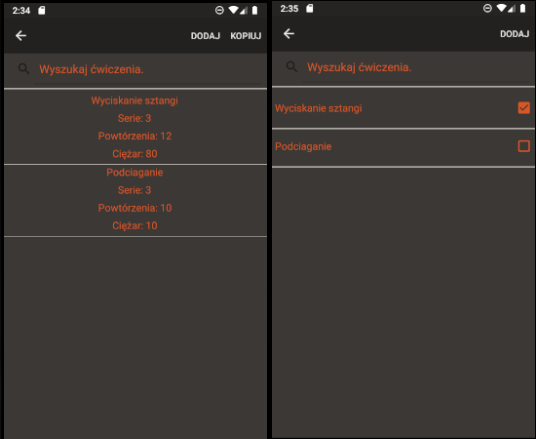 2:34
DODAJ KOPIUJ
Wyszukaj ćwiczenia.
Wyciskanie sztangi
Serie: 3
Powtórzenia: 12
Ciężar: 80
Podciaganie
Serie: 3
Powtórzenia: 10
Ciężar: 10
2:35
DODAJ
Wyszukaj ćwiczenia.
Wyciskanie sztangi
Podciaganie